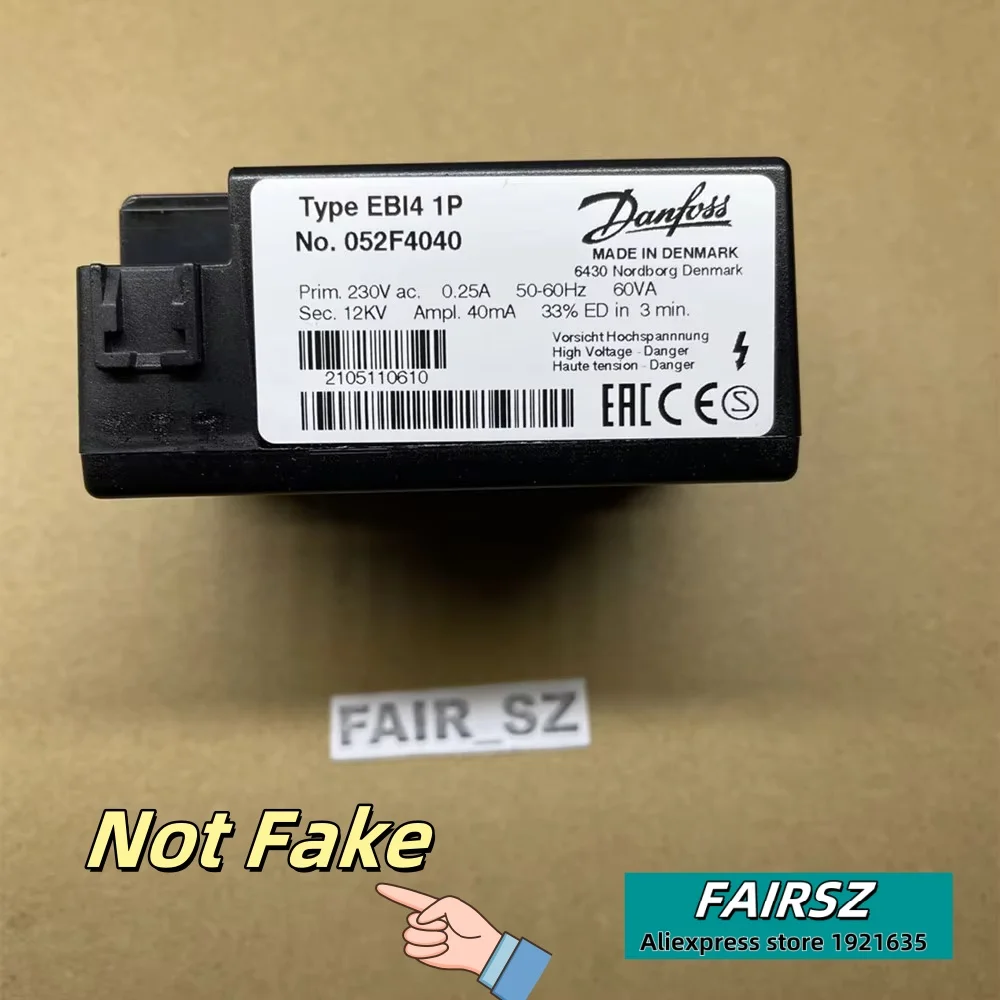 Type EBI4 1P
No. 052F4040
Danfoss
MADE IN DENMARK
6430 Nordborg Denmark
Prim. 230V ac. 0.25A 50-60Hz 60VA
Sec. 12KV Ampl. 40mA 33% ED in 3 min.
Vorsicht Hochspannnung
High Voltage - Danger
Haute tension - Danger
2105110610
EAC CE S
FAIR_SZ
Not Fake
FAIRSZ
Aliexpress store 1921635